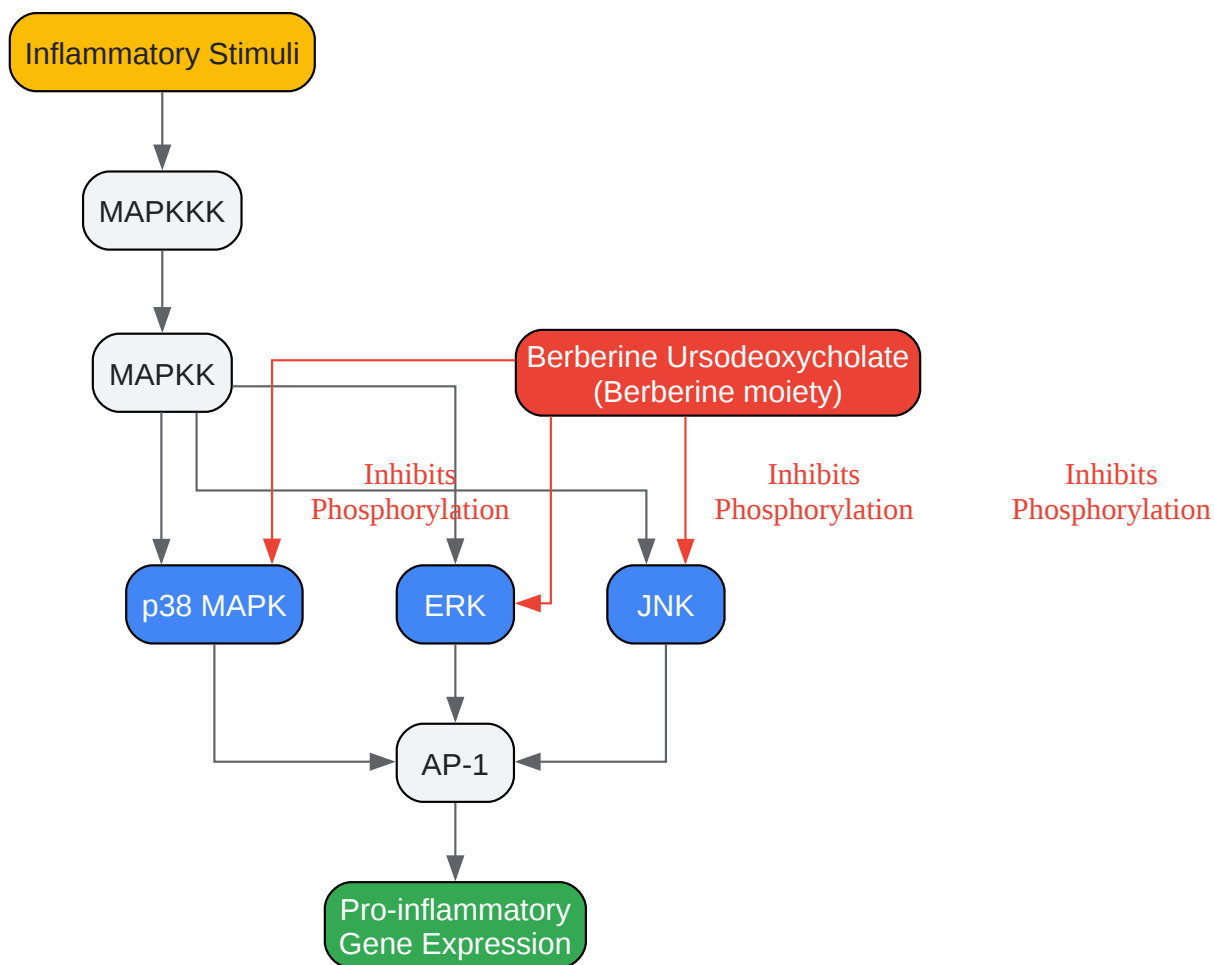 Inflammatory Stimuli
MAPKKK
MAPKK
Berberine Ursodeoxycholate
(Berberine moiety)
Inhibits
Phosphorylation
Inhibits
Phosphorylation
Inhibits
Phosphorylation
p38 MAPK
ERK
JNK
AP-1
Pro-inflammatory
Gene Expression